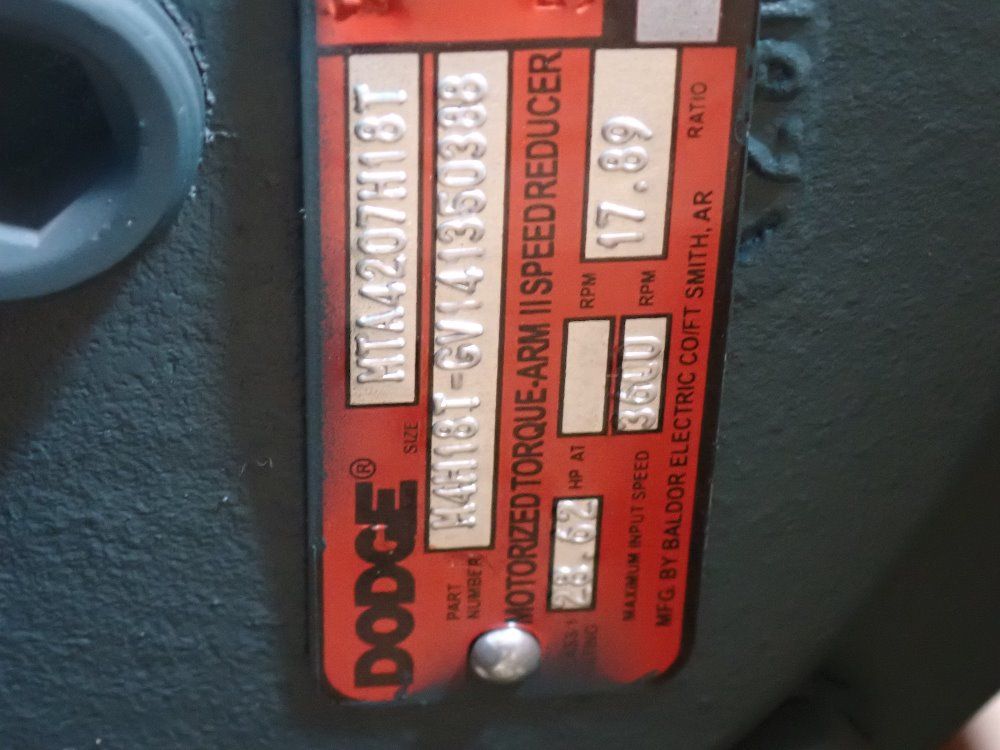 DODGE®
SIZE MTA4207H18T
PART NUMBER M4H18T-GV141350388
MOTORIZED TORQUE-ARM II SPEED REDUCER
28.62 HP AT RPM 17.89 RATIO
MAXIMUM INPUT SPEED 3600 RPM
MFG. BY BALDOR ELECTRIC CO/FT SMITH, AR